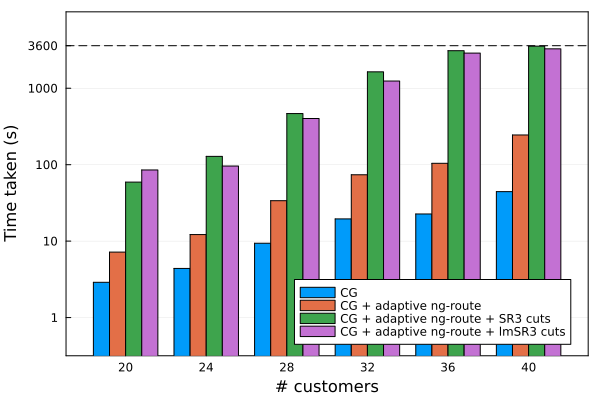 3600
1000
100
10
1
Time taken (s)
20 24 28 32 36 40
# customers
CG
CG + adaptive ng-route
CG + adaptive ng-route + SR3 cuts
CG + adaptive ng-route + lmSR3 cuts